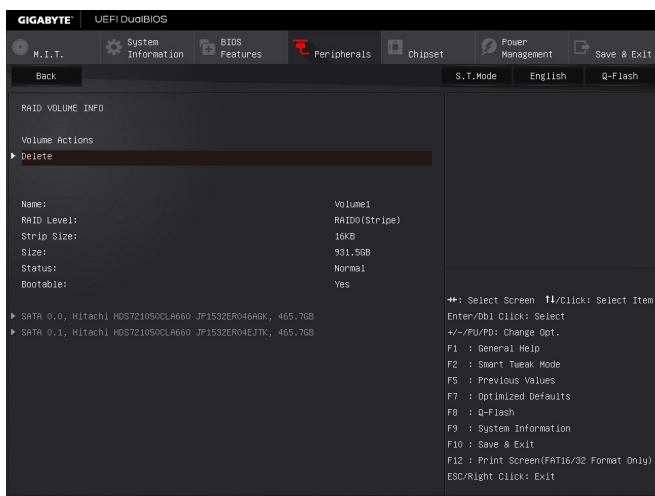 GIGABYTE™ UEFI DualBIOS
M.I.T. System Information BIOS Features Peripherals Chipset Power Management Save & Exit
Back S.T.Mode English Q-Flash
RAID VOLUME INFO
Volume Actions
Delete
Name: Volume1
RAID Level: RAID0(Stripe)
Strip Size: 16KB
Size: 931.5GB
Status: Normal
Bootable: Yes
SATA 0.0, Hitachi HDS721050CLA660 JP1532ER046AGK, 465.7GB
SATA 0.1, Hitachi HDS721050CLA660 JP1532ER04EJTK, 465.7GB
→←: Select Screen ↑↓/Click: Select Item
Enter/Dbl Click: Select
+/-/PU/PD: Change Opt.
F1 : General Help
F2 : Smart Tweak Mode
F5 : Previous Values
F7 : Optimized Defaults
F8 : Q-Flash
F9 : System Information
F10 : Save & Exit
F12 : Print Screen(FAT16/32 Format Only)
ESC/Right Click: Exit